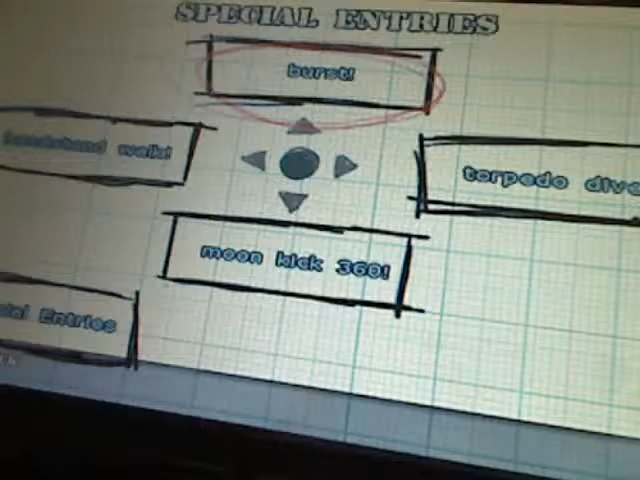 SPECIAL ENTRIES
burst!
walk!
torpedo dive
moon kick 360!
Entries